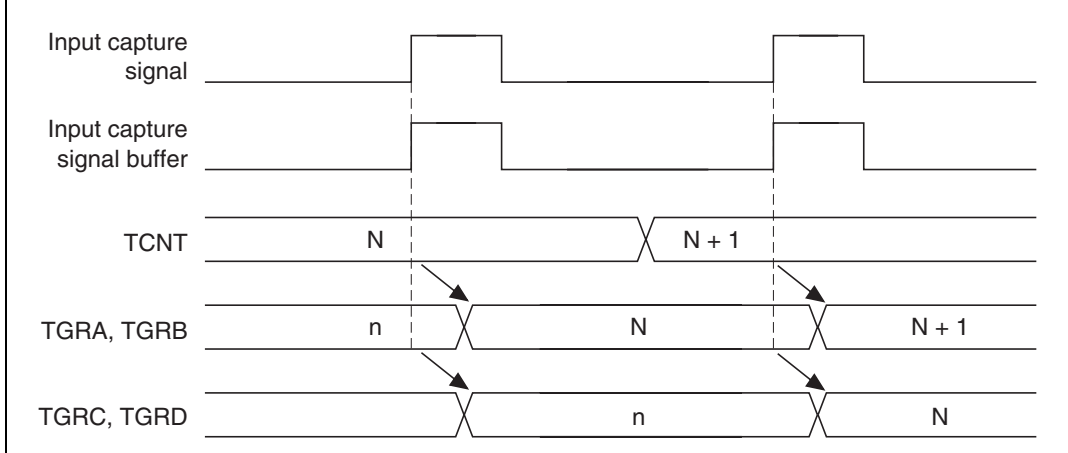 Input capture
signal
Input capture
signal buffer
TCNT N N + 1
TGRA, TGRB n N N + 1
TGRC, TGRD n N